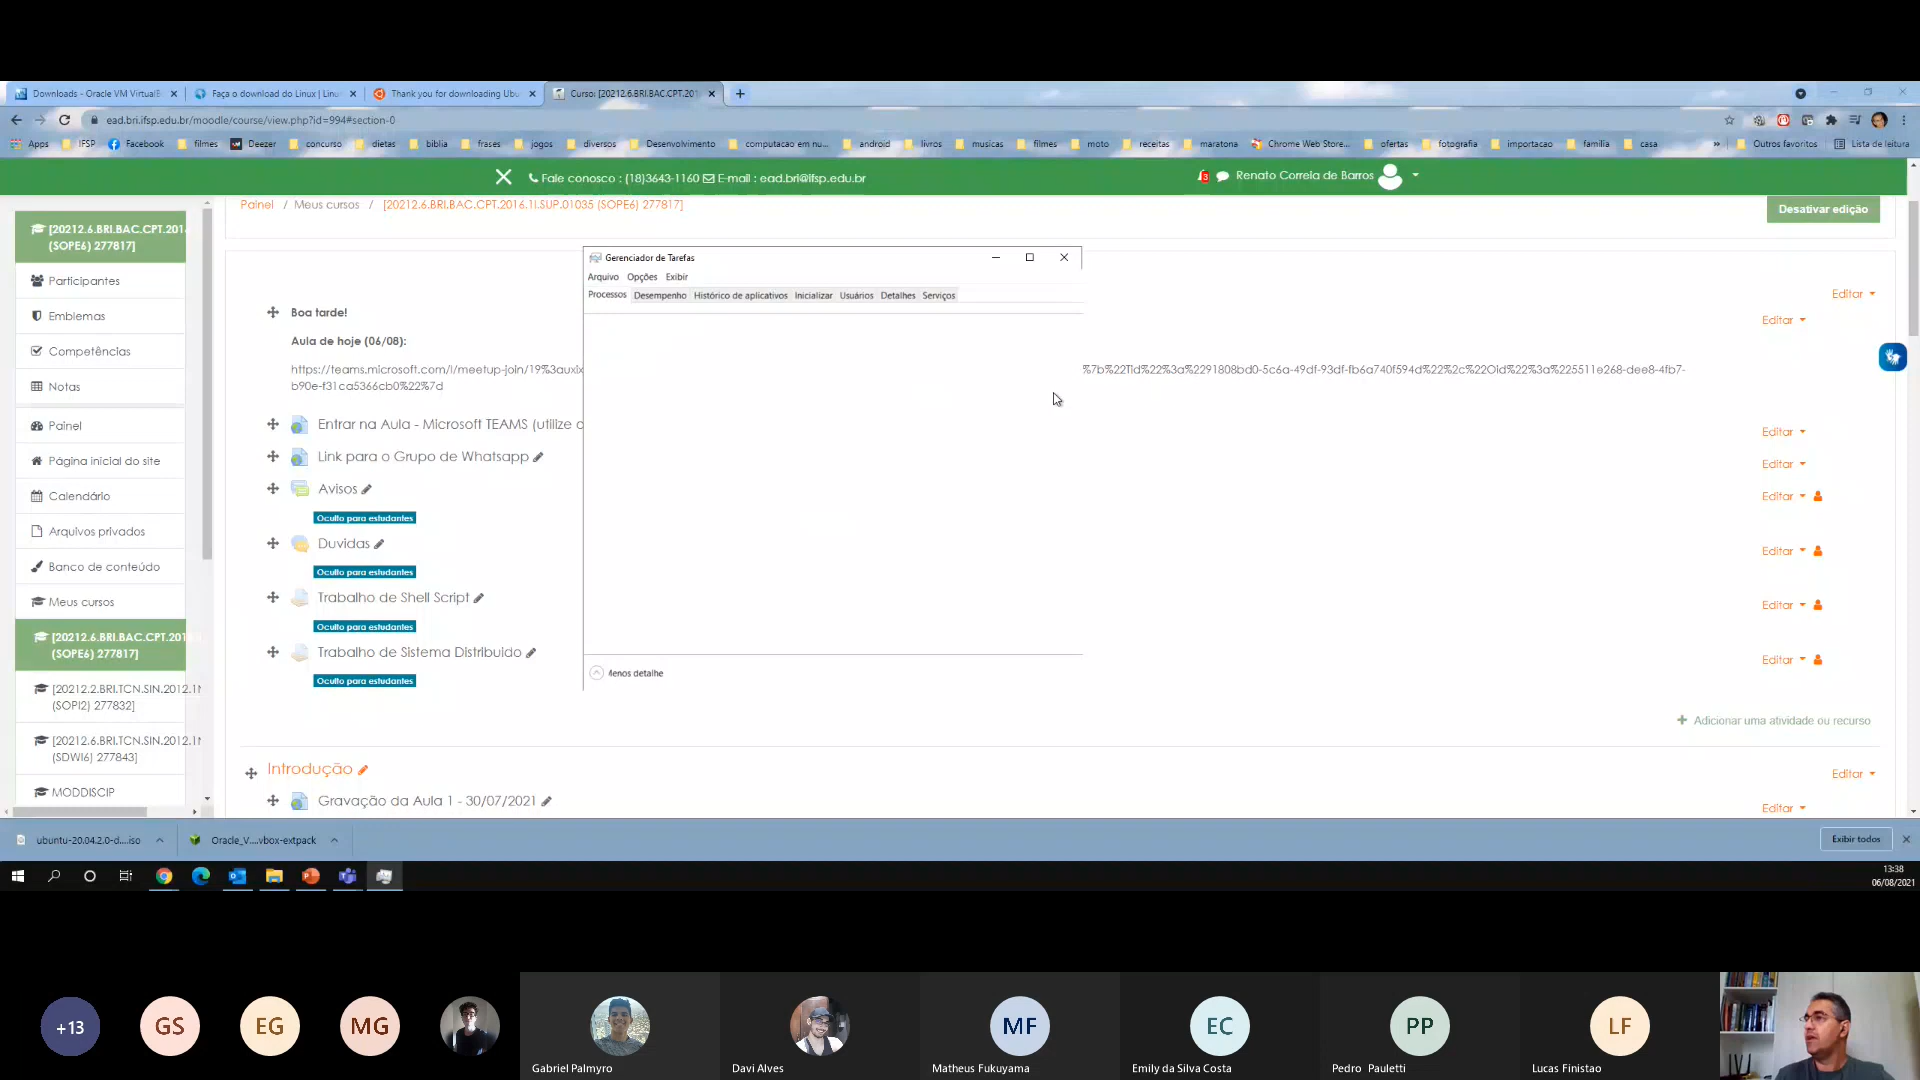 Downloads - Oracle VM VirtualB
Faça o download do Linux | Linu
Thank you for downloading Ubu
Curso: [20212.6.BRI.BAC.CPT.201
ead.bri.ifsp.edu.br/moodle/course/view.php?id=994#section-0
Apps IFSP Facebook filmes Deezer concurso dietas biblia frases jogos diversos Desenvolvimento computacao em nu... android livros musicas filmes moto receitas maratona Chrome Web Store... ofertas fotografia importacao familia casa » Outros favoritos Lista de leitura
Fale conosco : (18)3643-1160 E-mail : ead.bri@ifsp.edu.br
3 Renato Correia de Barros
Painel / Meus cursos / [20212.6.BRI.BAC.CPT.2016.1I.SUP.01035 (SOPE6) 277817]
Desativar edição
[20212.6.BRI.BAC.CPT.201
(SOPE6) 277817]
Participantes
Emblemas
Competências
Notas
Painel
Página inicial do site
Calendário
Arquivos privados
Banco de conteúdo
Meus cursos
[20212.6.BRI.BAC.CPT.201
(SOPE6) 277817]
[20212.2.BRI.TCN.SIN.2012.1N
(SOPI2) 277832]
[20212.6.BRI.TCN.SIN.2012.1N
(SDWI6) 277843]
MODDISCIP
Editar
Boa tarde!
Editar
Aula de hoje (06/08):
https://teams.microsoft.com/l/meetup-join/19%3auxix
%7b%22Tid%22%3a%2291808bd0-5c6a-49df-93df-fb6a740f594d%22%2c%22Oid%22%3a%225511e268-dee8-4fb7-
b90e-f31ca5366cb0%22%7d
Entrar na Aula - Microsoft TEAMS (utilize o
Editar
Link para o Grupo de Whatsapp
Editar
Avisos
Editar
Oculto para estudantes
Duvidas
Editar
Oculto para estudantes
Trabalho de Shell Script
Editar
Oculto para estudantes
Trabalho de Sistema Distribuido
Editar
Oculto para estudantes
Adicionar uma atividade ou recurso
Introdução
Editar
Gravação da Aula 1 - 30/07/2021
Editar
Gerenciador de Tarefas
Arquivo Opções Exibir
Processos Desempenho Histórico de aplicativos Inicializar Usuários Detalhes Serviços
Menos detalhe
ubuntu-20.04.2.0-d....iso
Oracle_V....vbox-extpack
Exibir todos
13:38
06/08/2021
+13
GS
EG
MG
MF
EC
PP
LF
Gabriel Palmyro
Davi Alves
Matheus Fukuyama
Emily da Silva Costa
Pedro Pauletti
Lucas Finistao